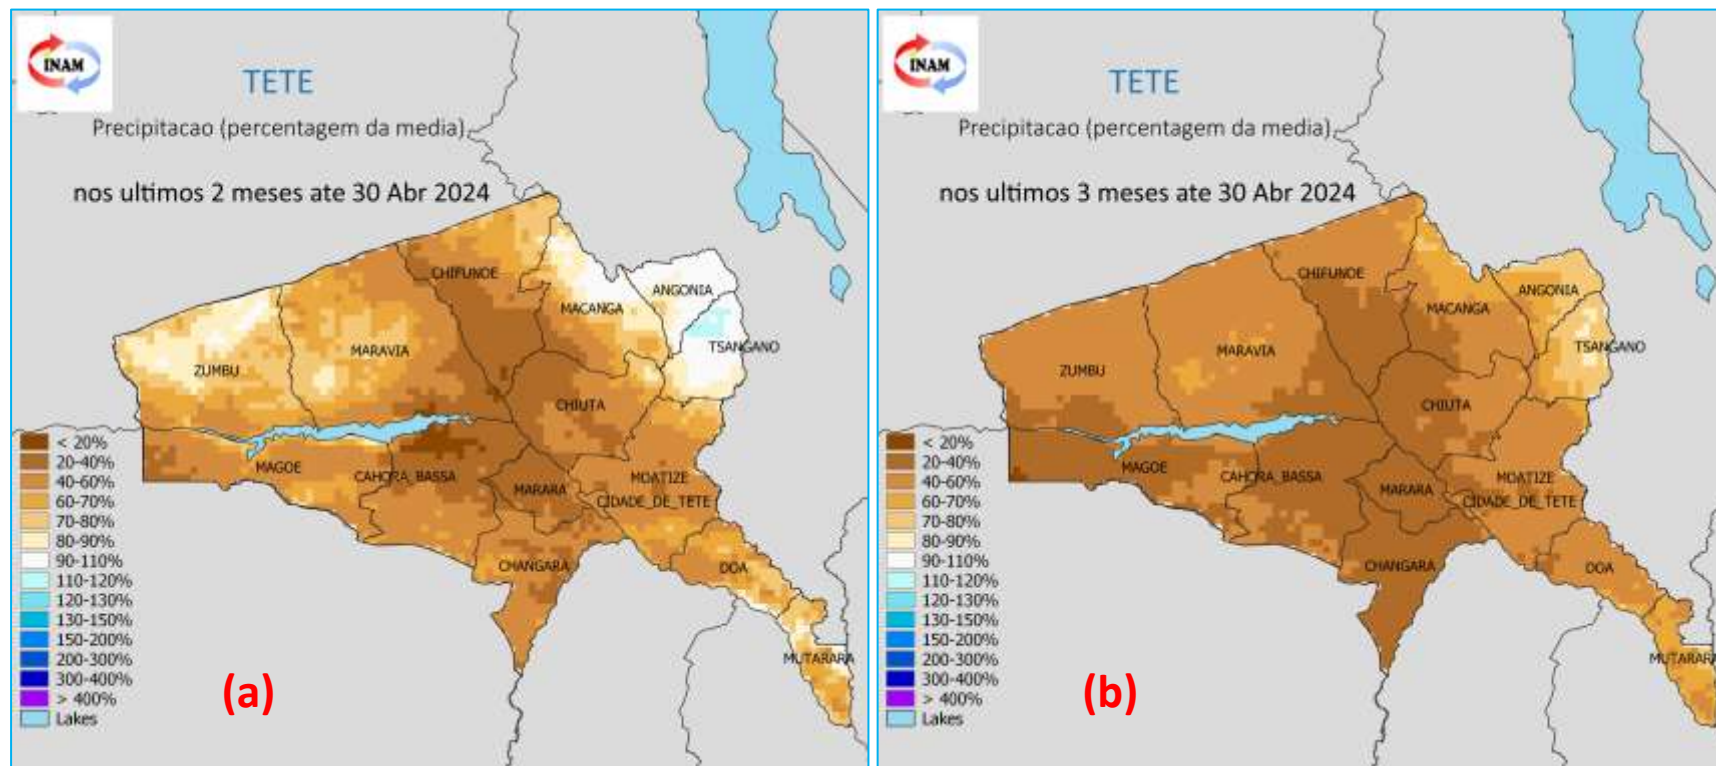 INAM
TETE
Precipitacao (percentagem da media)
nos ultimos 2 meses ate 30 Abr 2024
CHIFUNOE
ANGONIA
MACANGA
TSANGANO
MARAVIA
ZUMBU
CHIUTA
MAGOE
CAHORA_BASSA
MOATIZE
MARARA
CIDADE_DE_TETE
CHANGARA
DOA
MUTARARA
< 20%
20-40%
40-60%
60-70%
70-80%
80-90%
90-110%
110-120%
120-130%
130-150%
150-200%
200-300%
300-400%
> 400%
Lakes
(a)
INAM
TETE
Precipitacao (percentagem da media)
nos ultimos 3 meses ate 30 Abr 2024
CHIFUNOE
ANGONIA
MACANGA
TSANGANO
MARAVIA
ZUMBU
CHIUTA
MAGOE
CAHORA_BASSA
MOATIZE
MARARA
CIDADE_DE_TETE
CHANGARA
DOA
MUTARARA
< 20%
20-40%
40-60%
60-70%
70-80%
80-90%
90-110%
110-120%
120-130%
130-150%
150-200%
200-300%
300-400%
> 400%
Lakes
(b)